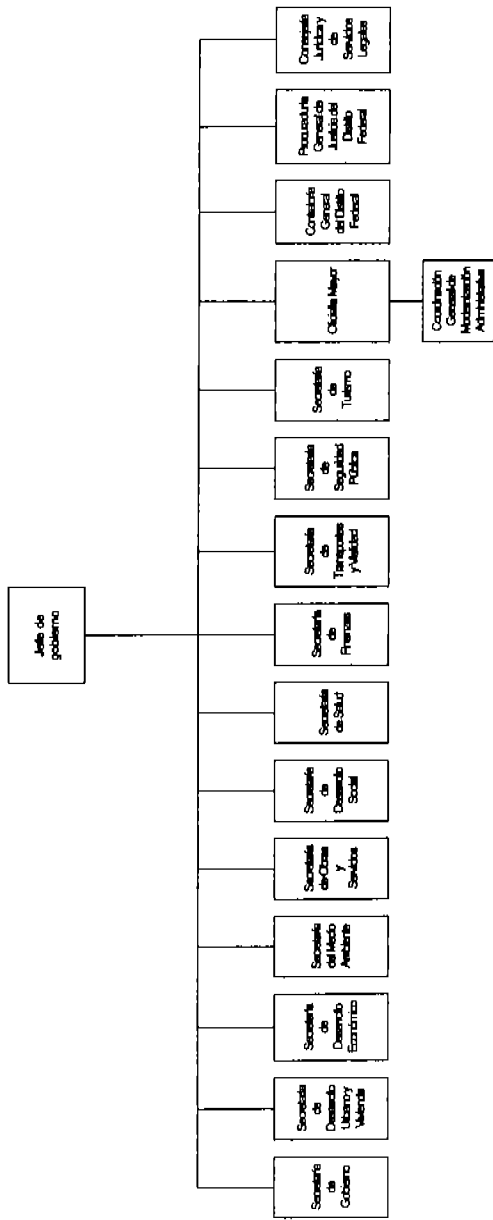 Jefe de
gobierno
Secretaría
de
Gobierno
Secretaría
de
Desarrollo
Urbano y
Vivienda
Secretaría
de
Desarrollo
Económico
Secretaría
del Medio
Ambiente
Secretaría
de Obras
y
Servicios
Secretaría
de
Desarrollo
Social
Secretaría
de Salud
Secretaría
de
Finanzas
Secretaría
de
Transportes
y Vialidad
Secretaría
de
Seguridad
Pública
Secretaría
de
Turismo
Oficialía Mayor
Contraloría
General
del Distrito
Federal
Procuraduría
General de
Justicia del
Distrito
Federal
Consejería
Jurídica y
de
Servicios
Legales
Coordinación
General de
Modernización
Administrativa